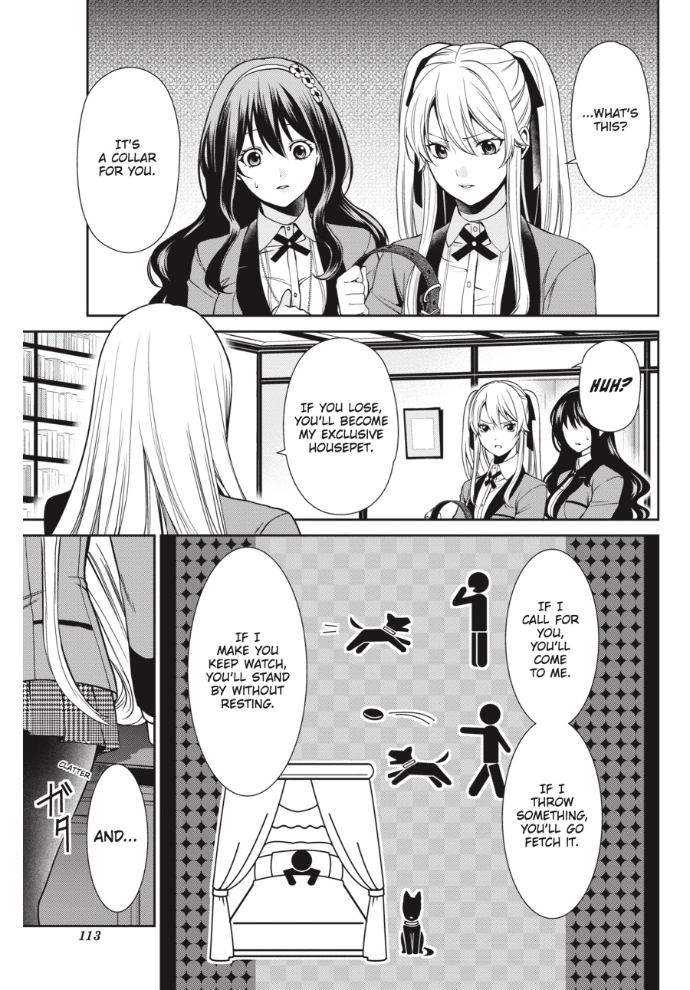 ...WHAT'S
THIS?
IT'S
A COLLAR
FOR YOU.
HUH?
IF YOU LOSE,
YOU'LL BECOME
MY EXCLUSIVE
HOUSEPET.
IF I
CALL FOR
YOU,
YOU'LL
COME
TO ME.
IF I
THROW
SOMETHING,
YOU'LL GO
FETCH IT.
IF I
MAKE YOU
KEEP WATCH,
YOU'LL STAND
BY WITHOUT
RESTING.
CLATTER
ガタ
AND...
113